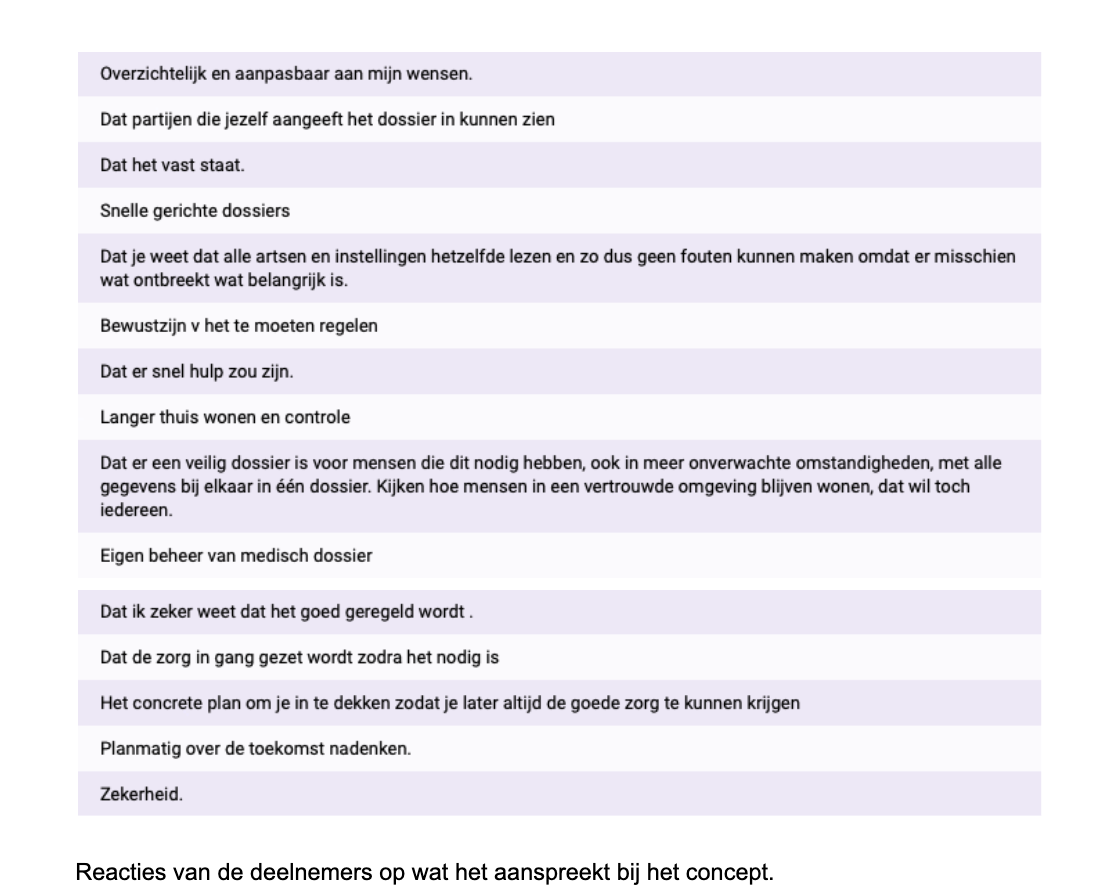 Overzichtelijk en aanpasbaar aan mijn wensen.
Dat partijen die jezelf aangeeft het dossier in kunnen zien
Dat het vast staat.
Snelle gerichte dossiers
Dat je weet dat alle artsen en instellingen hetzelfde lezen en zo dus geen fouten kunnen maken omdat er misschien
wat ontbreekt wat belangrijk is.
Bewustzijn v het te moeten regelen
Dat er snel hulp zou zijn.
Langer thuis wonen en controle
Dat er een veilig dossier is voor mensen die dit nodig hebben, ook in meer onverwachte omstandigheden, met alle
gegevens bij elkaar in één dossier. Kijken hoe mensen in een vertrouwde omgeving blijven wonen, dat wil toch
iedereen.
Eigen beheer van medisch dossier
Dat ik zeker weet dat het goed geregeld wordt .
Dat de zorg in gang gezet wordt zodra het nodig is
Het concrete plan om je in te dekken zodat je later altijd de goede zorg te kunnen krijgen
Planmatig over de toekomst nadenken.
Zekerheid.
Reacties van de deelnemers op wat het aanspreekt bij het concept.